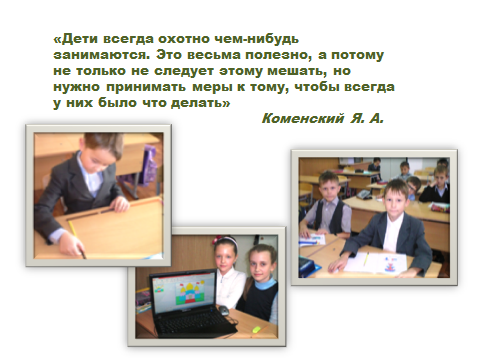 «Дети всегда охотно чем-нибудь
занимаются. Это весьма полезно, а потому
не только не следует этому мешать, но
нужно принимать меры к тому, чтобы всегда
у них было что делать»
Коменский Я. А.